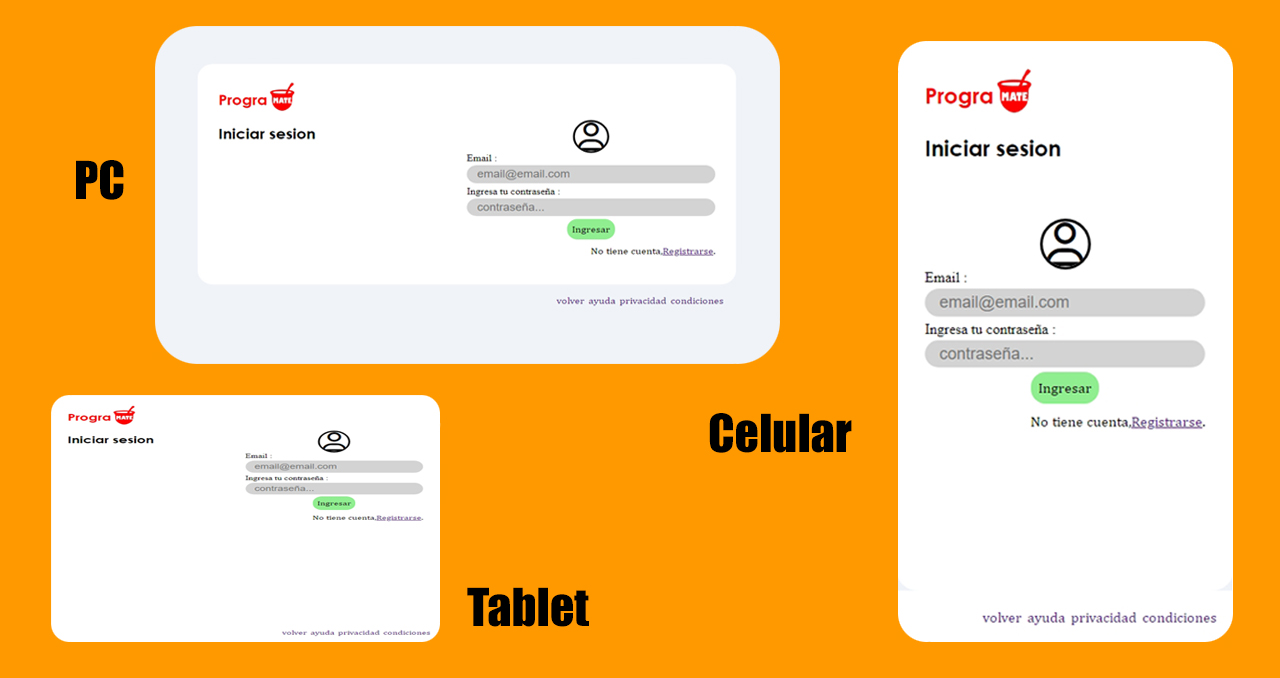 PC
Progra MATE
Iniciar sesion
Email :
email@email.com
Ingresa tu contraseña :
contraseña...
Ingresar
No tiene cuenta,Registrarse.
volver ayuda privacidad condiciones
Progra MATE
Iniciar sesion
Email :
email@email.com
Ingresa tu contraseña :
contraseña...
Ingresar
No tiene cuenta,Registrarse.
volver ayuda privacidad condiciones
Tablet
Celular
Progra MATE
Iniciar sesion
Email :
email@email.com
Ingresa tu contraseña :
contraseña...
Ingresar
No tiene cuenta,Registrarse.
volver ayuda privacidad condiciones